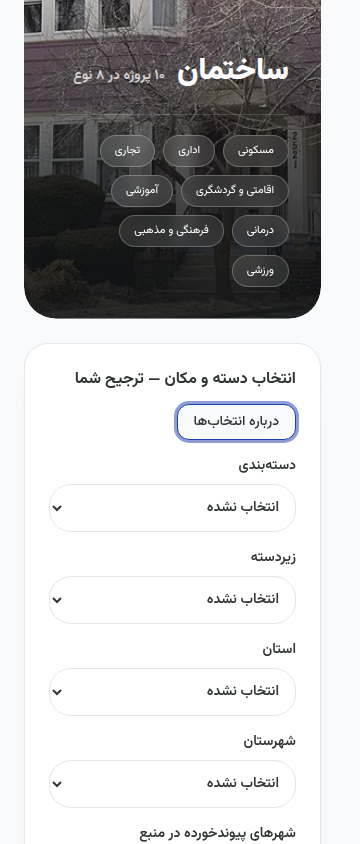 ساختمان ۱۰ پروژه در ۸ نوع
مسکونی اداری تجاری
اقامتی و گردشگری آموزشی
درمانی فرهنگی و مذهبی
ورزشی
انتخاب دسته و مکان — ترجیح شما
درباره انتخاب‌ها
دسته‌بندی
انتخاب نشده
زیردسته
انتخاب نشده
استان
انتخاب نشده
شهرستان
انتخاب نشده
شهرهای پیوندخورده در منبع